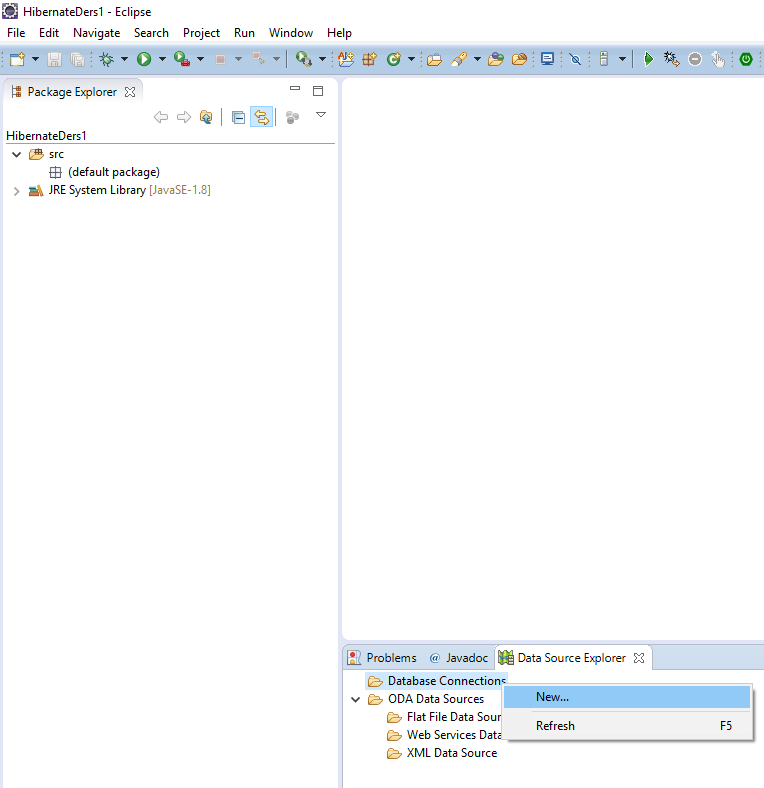 HibernateDers1 - Eclipse
File Edit Navigate Search Project Run Window Help
Package Explorer
HibernateDers1
src
(default package)
JRE System Library [JavaSE-1.8]
Problems @ Javadoc Data Source Explorer
Database Connections
ODA Data Sources
Flat File Data Sour
Web Services Data
XML Data Source
New...
Refresh F5